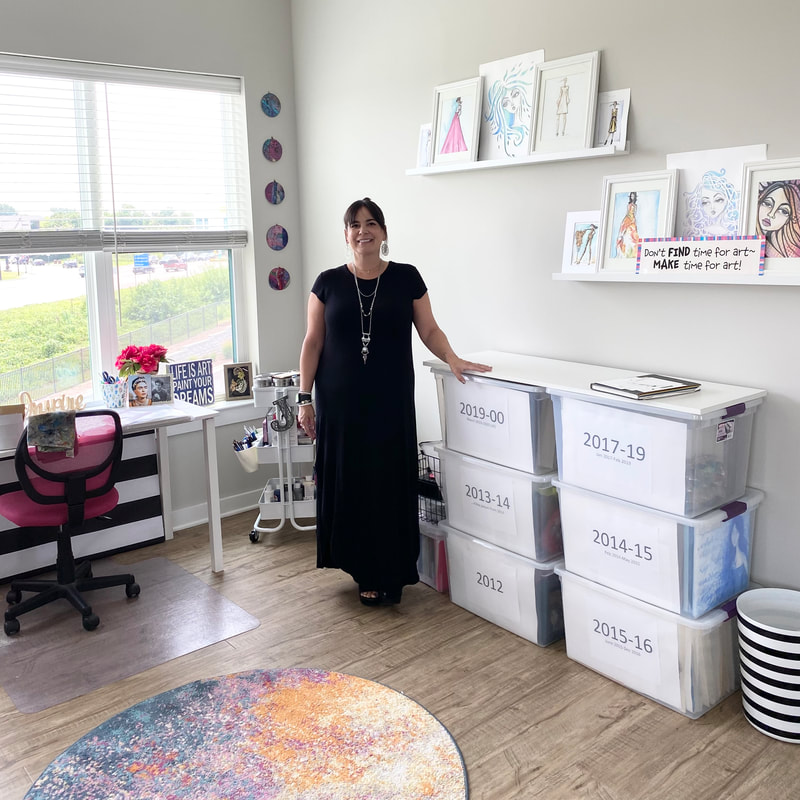 Don't FIND time for art~
MAKE time for art!
LIFE IS ART
PAINT YOUR
DREAMS
2019-00
2017-19
2013-14
2014-15
2012
2015-16